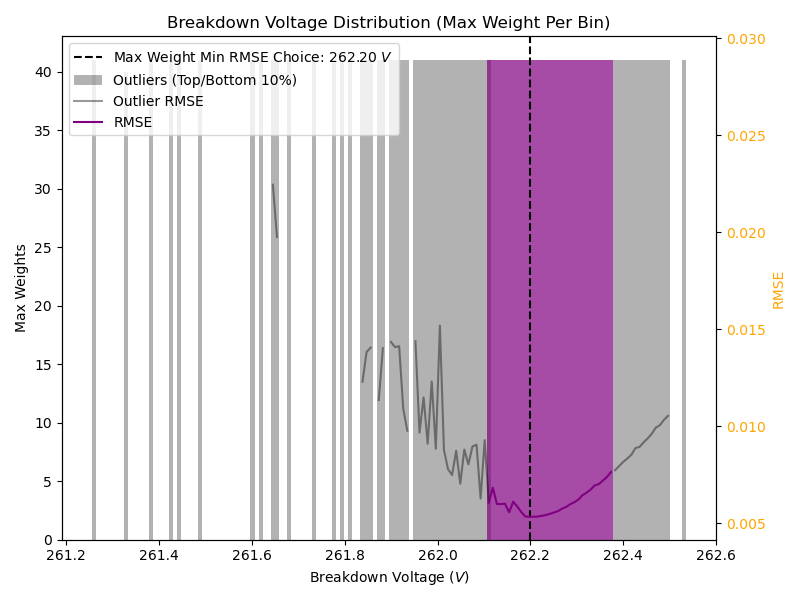 Breakdown Voltage Distribution (Max Weight Per Bin)
Max Weight Min RMSE Choice: 262.20 V
Outliers (Top/Bottom 10%)
Outlier RMSE
RMSE
Max Weights
40
35
30
25
20
15
10
5
0
0.030
0.025
0.020
0.015
0.010
0.005
RMSE
261.2 261.4 261.6 261.8 262.0 262.2 262.4 262.6
Breakdown Voltage (V)